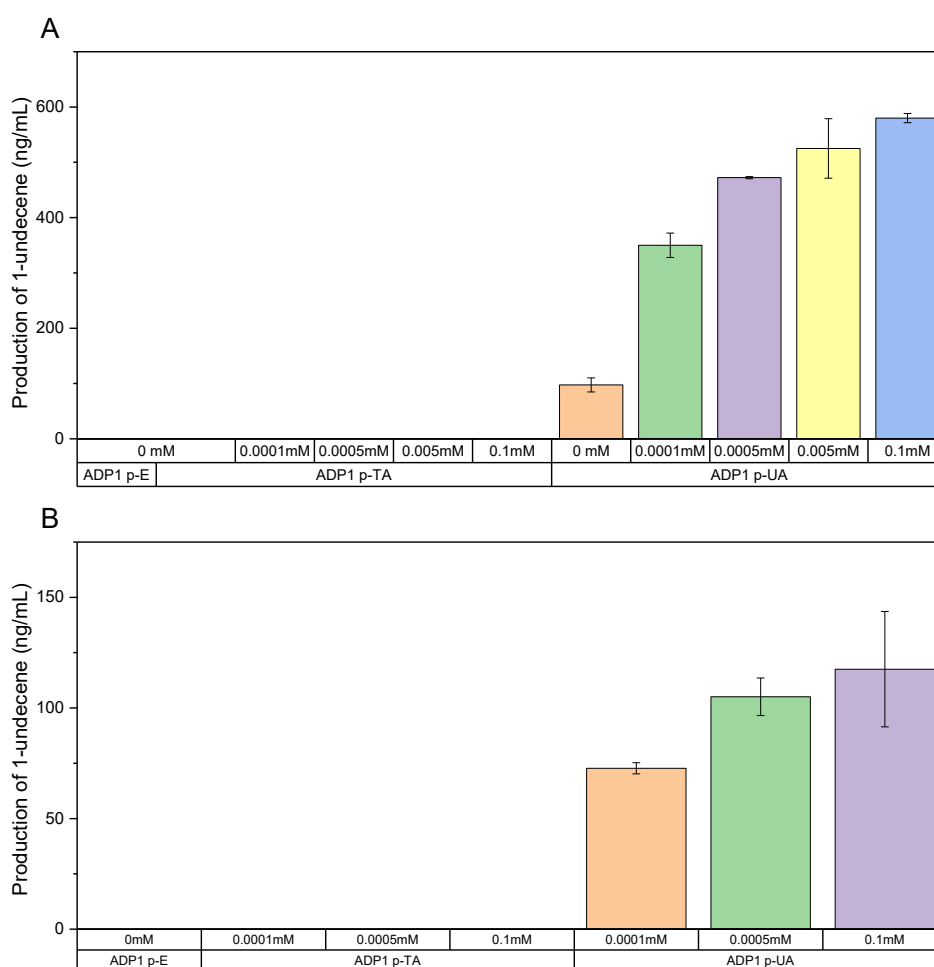 A
Production of 1-undecene (ng/mL)
600
400
200
0
0 mM 0.0001mM 0.0005mM 0.005mM 0.1mM 0 mM 0.0001mM 0.0005mM 0.005mM 0.1mM
ADP1 p-E ADP1 p-TA ADP1 p-UA
B
Production of 1-undecene (ng/mL)
150
100
50
0
0mM 0.0001mM 0.0005mM 0.1mM 0.0001mM 0.0005mM 0.1mM
ADP1 p-E ADP1 p-TA ADP1 p-UA